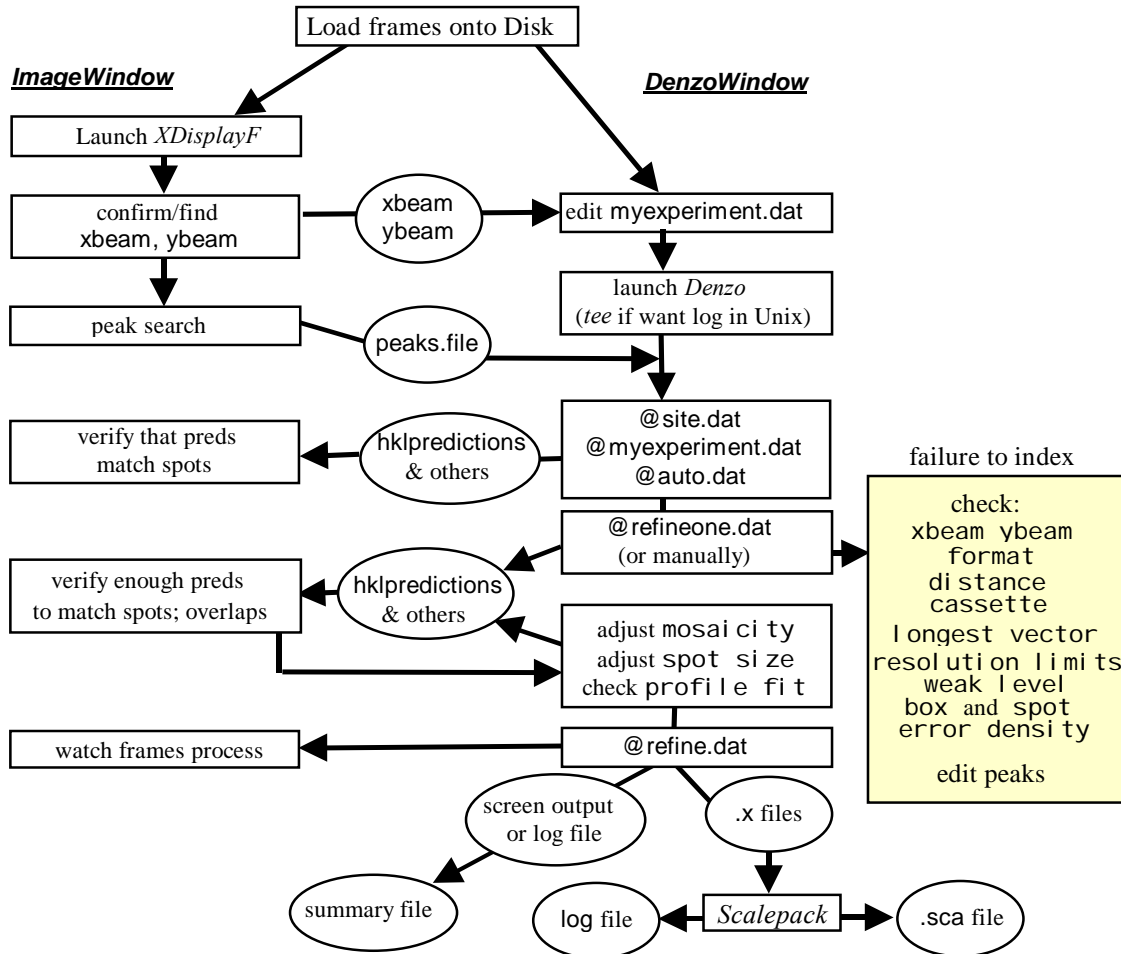 Load frames onto Disk
ImageWindow
DenzoWindow
Launch XDisplayF
confirm/find
xbeam, ybeam
xbeam
ybeam
edit myexperiment.dat
launch Denzo
(tee if want log in Unix)
peak search
peaks.file
@site.dat
@myexperiment.dat
@auto.dat
verify that preds
match spots
hklpredictions
& others
failure to index
check:
xbeam ybeam
format
distance
cassette
longest vector
resolution limits
weak level
box and spot
error density
edit peaks
@refineone.dat
(or manually)
verify enough preds
to match spots; overlaps
hklpredictions
& others
adjust mosaicity
adjust spot size
check profile fit
watch frames process
@refine.dat
screen output
or log file
.x files
summary file
log file
Scalepack
.sca file